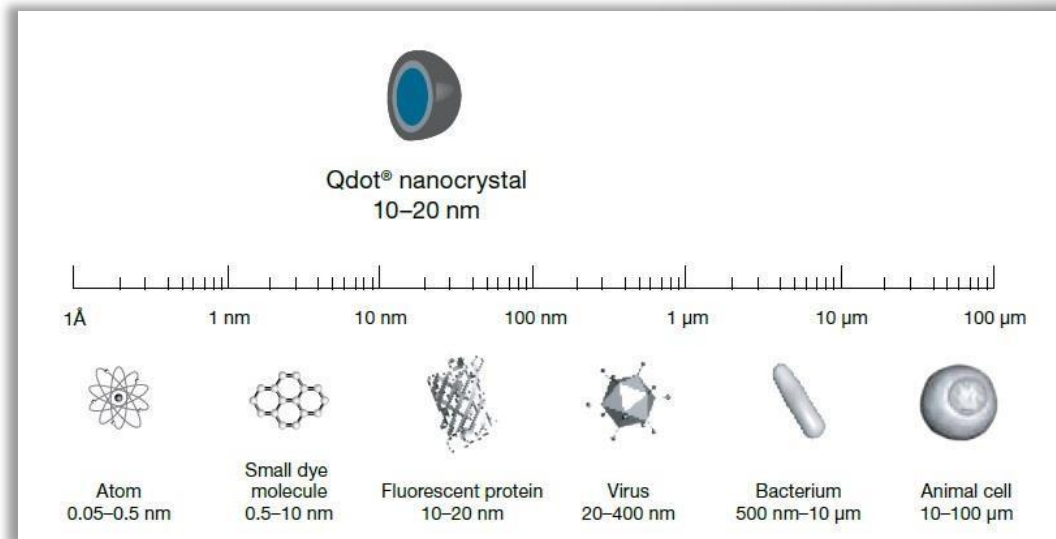 Qdot® nanocrystal
10–20 nm
1Å 1 nm 10 nm 100 nm 1 µm 10 µm 100 µm
Atom
0.05–0.5 nm
Small dye
molecule
0.5–10 nm
Fluorescent protein
10–20 nm
Virus
20–400 nm
Bacterium
500 nm–10 µm
Animal cell
10–100 µm